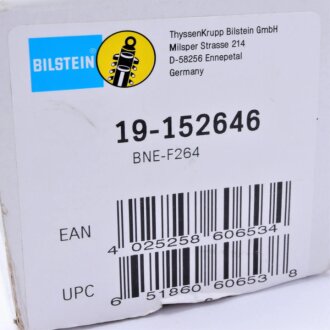 BILSTEIN
ThyssenKrupp Bilstein GmbH
Milsper Strasse 214
D-58256 Ennepetal
Germany
19-152646
BNE-F264
EAN
4 025258 606534
UPC
6 51860 60653 8